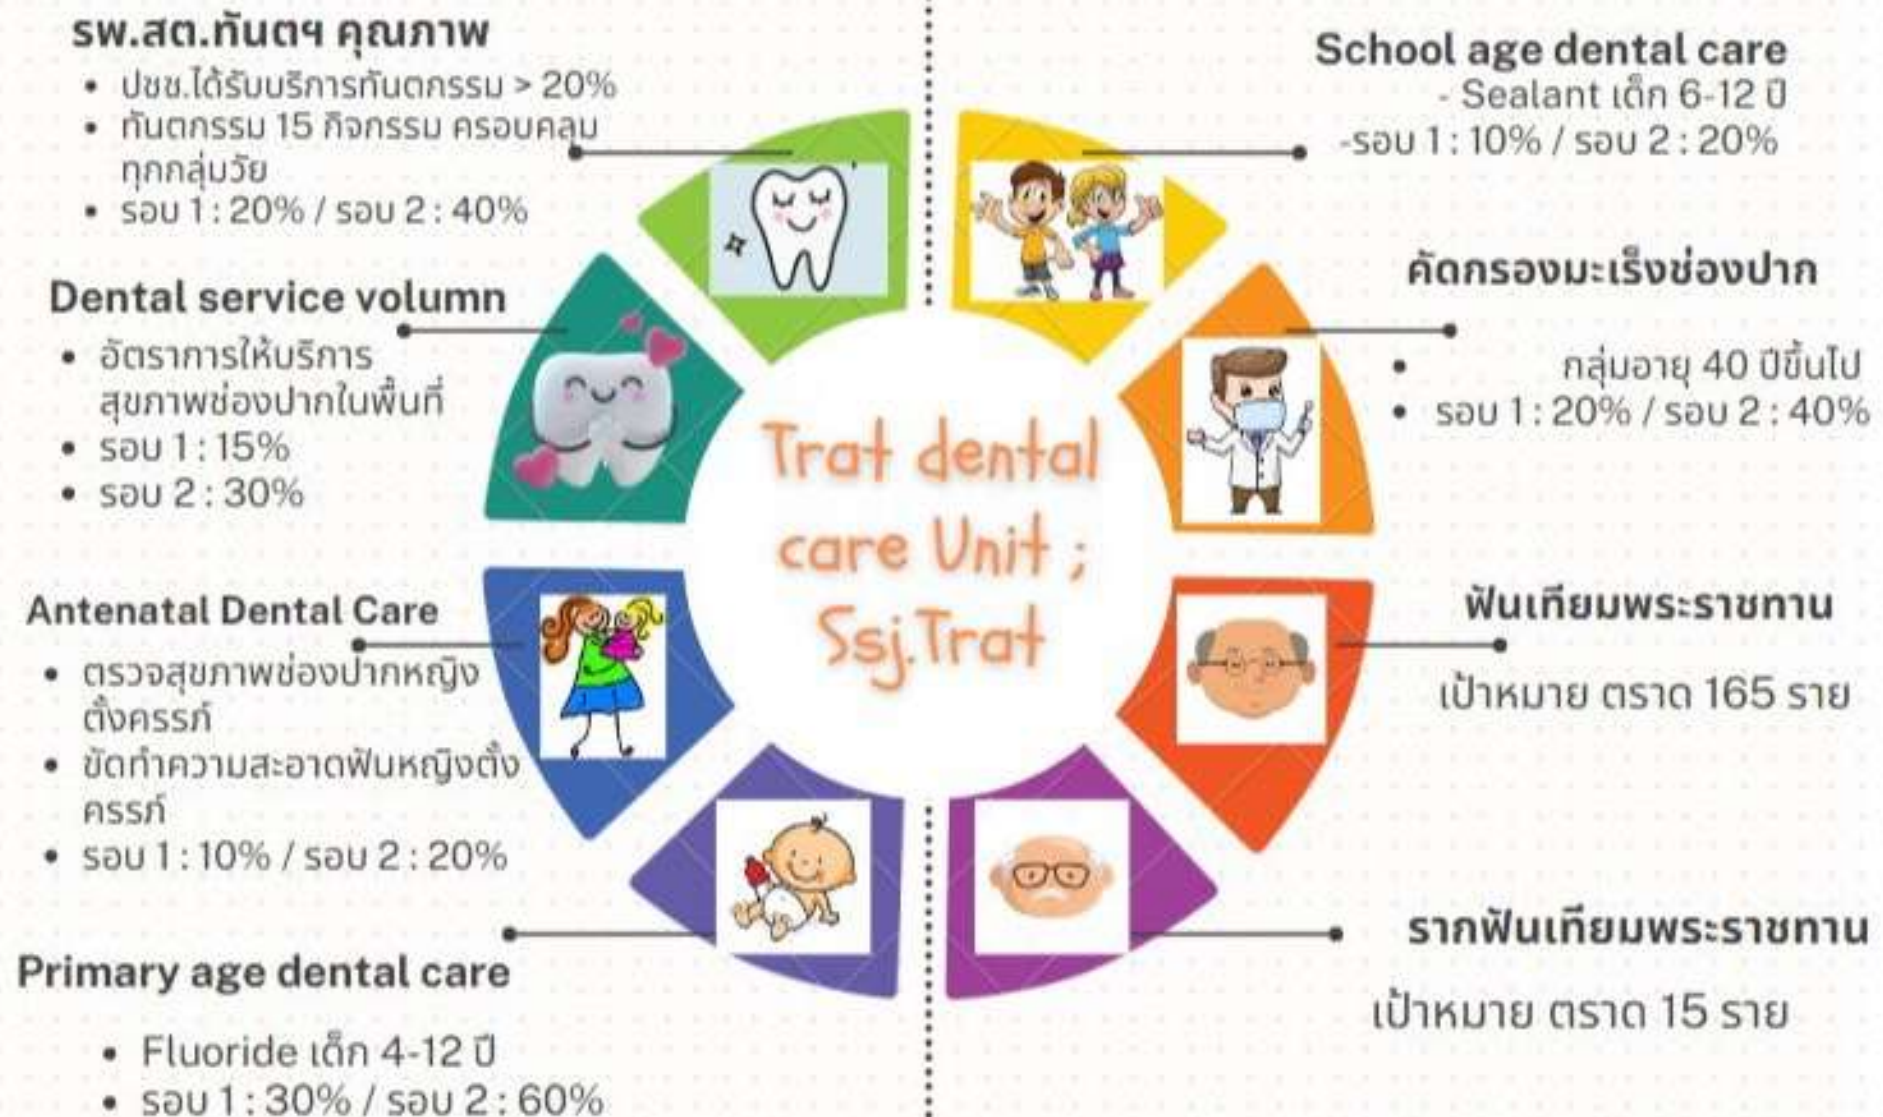 รพ.สต.ทันตฯ คุณภาพ
• ปชช.ได้รับบริการทันตกรรม > 20%
• ทันตกรรม 15 กิจกรรม ครอบคลุม
ทุกกลุ่มวัย
• รอบ 1 : 20% / รอบ 2 : 40%
Dental service volumn
• อัตราการให้บริการ
สุขภาพช่องปากในพื้นที่
• รอบ 1 : 15%
• รอบ 2 : 30%
Antenatal Dental Care
• ตรวจสุขภาพช่องปากหญิง
ตั้งครรภ์
• ขัดทำความสะอาดฟันหญิงตั้ง
ครรภ์
• รอบ 1 : 10% / รอบ 2 : 20%
Primary age dental care
• Fluoride เด็ก 4-12 ปี
• รอบ 1 : 30% / รอบ 2 : 60%
Trat dental
care Unit ;
Ssj.Trat
School age dental care
- Sealant เด็ก 6-12 ปี
-รอบ 1 : 10% / รอบ 2 : 20%
คัดกรองมะเร็งช่องปาก
• กลุ่มอายุ 40 ปีขึ้นไป
• รอบ 1 : 20% / รอบ 2 : 40%
ฟันเทียมพระราชทาน
เป้าหมาย ตราด 165 ราย
รากฟันเทียมพระราชทาน
เป้าหมาย ตราด 15 ราย